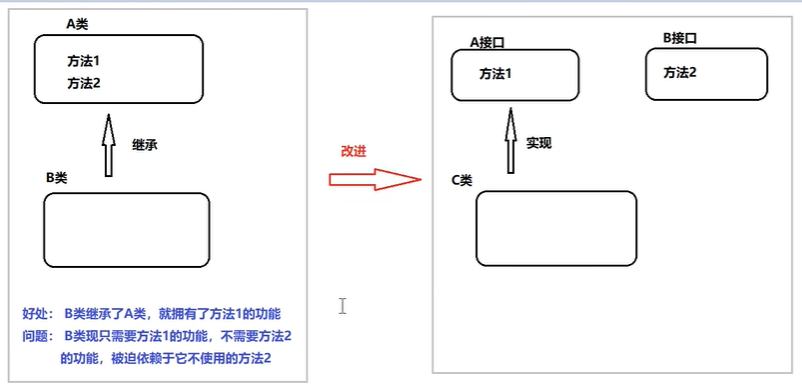 A类
方法1
方法2
继承
B类
好处： B类继承了A类，就拥有了方法1的功能
问题： B类现只需要方法1的功能，不需要方法2
的功能，被迫依赖于它不使用的方法2
改进
A接口
方法1
B接口
方法2
实现
C类